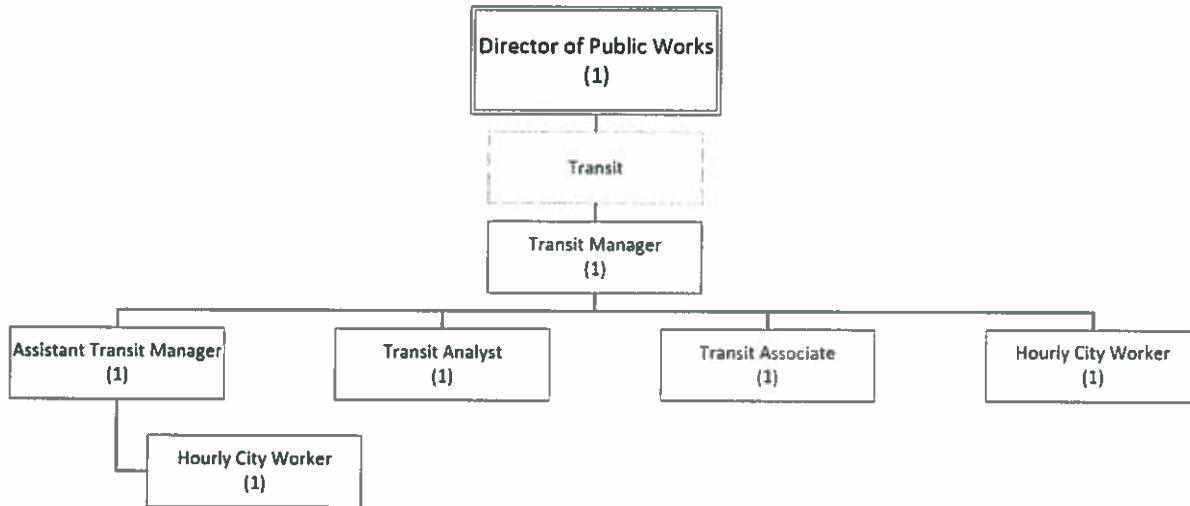 Director of Public Works
(1)
Transit
Transit Manager
(1)
Assistant Transit Manager
(1)
Transit Analyst
(1)
Transit Associate
(1)
Hourly City Worker
(1)
Hourly City Worker
(1)